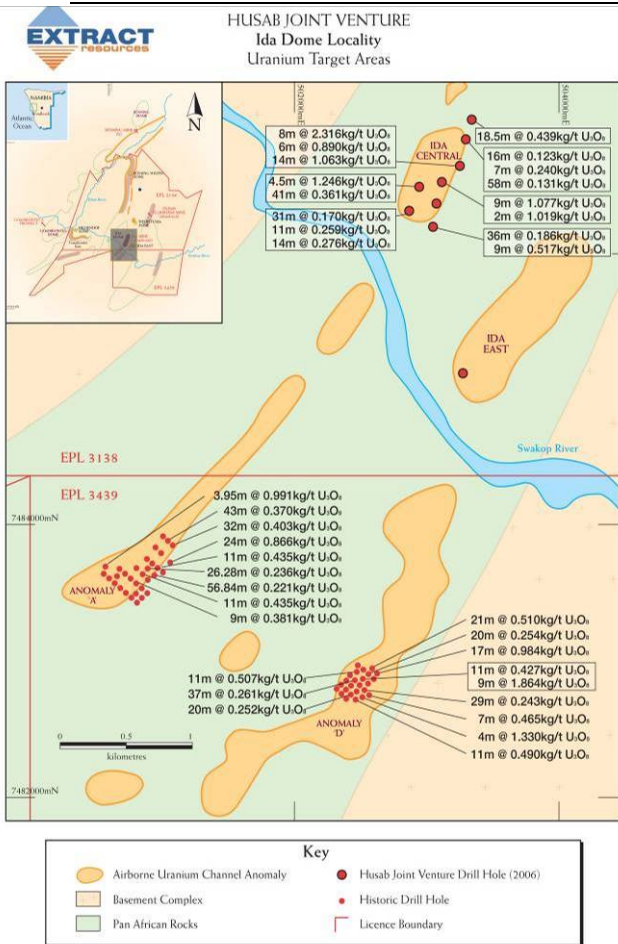 EXTRACT
resources
HUSAB JOINT VENTURE
Ida Dome Locality
Uranium Target Areas
NAMIBIA
Windhoek
Atlantic
Ocean
N
EPL 3138
EPL 3439
502000mE
504000mE
8m @ 2.316kg/t U₃O₈
6m @ 0.890kg/t U₃O₈
14m @ 1.063kg/t U₃O₈
4.5m @ 1.246kg/t U₃O₈
41m @ 0.361kg/t U₃O₈
31m @ 0.170kg/t U₃O₈
11m @ 0.259kg/t U₃O₈
14m @ 0.276kg/t U₃O₈
IDA
CENTRAL
18.5m @ 0.439kg/t U₃O₈
16m @ 0.123kg/t U₃O₈
7m @ 0.240kg/t U₃O₈
58m @ 0.131kg/t U₃O₈
9m @ 1.077kg/t U₃O₈
2m @ 1.019kg/t U₃O₈
36m @ 0.186kg/t U₃O₈
9m @ 0.517kg/t U₃O₈
IDA
EAST
Swakop River
EPL 3138
EPL 3439
7484000mN
3.95m @ 0.991kg/t U₃O₈
43m @ 0.370kg/t U₃O₈
32m @ 0.403kg/t U₃O₈
24m @ 0.866kg/t U₃O₈
11m @ 0.435kg/t U₃O₈
26.28m @ 0.236kg/t U₃O₈
56.84m @ 0.221kg/t U₃O₈
11m @ 0.435kg/t U₃O₈
9m @ 0.381kg/t U₃O₈
ANOMALY
'A'
21m @ 0.510kg/t U₃O₈
20m @ 0.254kg/t U₃O₈
17m @ 0.984kg/t U₃O₈
11m @ 0.427kg/t U₃O₈
9m @ 1.864kg/t U₃O₈
29m @ 0.243kg/t U₃O₈
7m @ 0.465kg/t U₃O₈
4m @ 1.330kg/t U₃O₈
11m @ 0.490kg/t U₃O₈
11m @ 0.507kg/t U₃O₈
37m @ 0.261kg/t U₃O₈
20m @ 0.252kg/t U₃O₈
ANOMALY
'D'
0 0.5 1
kilometres
7482000mN
Key
Airborne Uranium Channel Anomaly
Basement Complex
Pan African Rocks
Husab Joint Venture Drill Hole (2006)
Historic Drill Hole
Licence Boundary